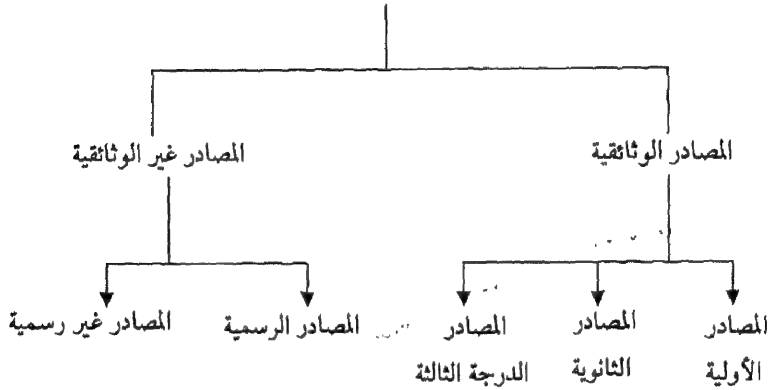 المصادر الوثائقية
المصادر غير الوثائقية
المصادر
الأولية
المصادر
الثانوية
المصادر
الدرجة الثالثة
المصادر الرسمية
المصادر غير رسمية